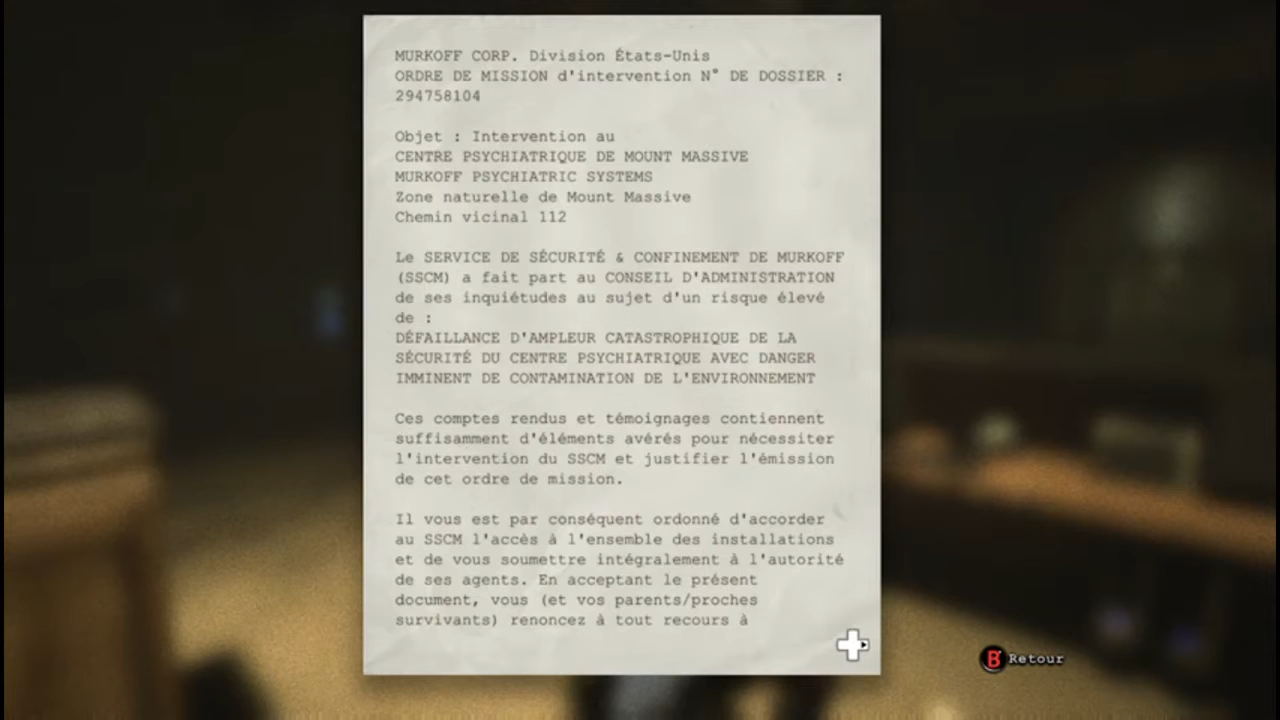 MURKOFF CORP. Division États-Unis
ORDRE DE MISSION d'intervention N° DE DOSSIER :
294758104
Objet : Intervention au
CENTRE PSYCHIATRIQUE DE MOUNT MASSIVE
MURKOFF PSYCHIATRIC SYSTEMS
Zone naturelle de Mount Massive
Chemin vicinal 112
Le SERVICE DE SÉCURITÉ & CONFINEMENT DE MURKOFF
(SSCM) a fait part au CONSEIL D'ADMINISTRATION
de ses inquiétudes au sujet d'un risque élevé
de :
DÉFAILLANCE D'AMPLEUR CATASTROPHIQUE DE LA
SÉCURITÉ DU CENTRE PSYCHIATRIQUE AVEC DANGER
IMMINENT DE CONTAMINATION DE L'ENVIRONNEMENT
Ces comptes rendus et témoignages contiennent
suffisamment d'éléments avérés pour nécessiter
l'intervention du SSCM et justifier l'émission
de cet ordre de mission.
Il vous est par conséquent ordonné d'accorder
au SSCM l'accès à l'ensemble des installations
et de vous soumettre intégralement à l'autorité
de ses agents. En acceptant le présent
document, vous (et vos parents/proches
survivants) renoncez à tout recours à
B Retour